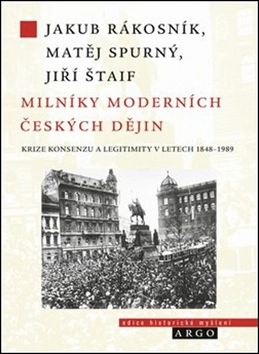 JAKUB RÁKOSNÍK,
MATĚJ SPURNÝ,
JIŘÍ ŠTAIF
MILNÍKY MODERNÍCH
ČESKÝCH DĚJIN
KRIZE KONSENZU A LEGITIMITY V LETECH 1848–1989
edice historické myšlení
ARGO